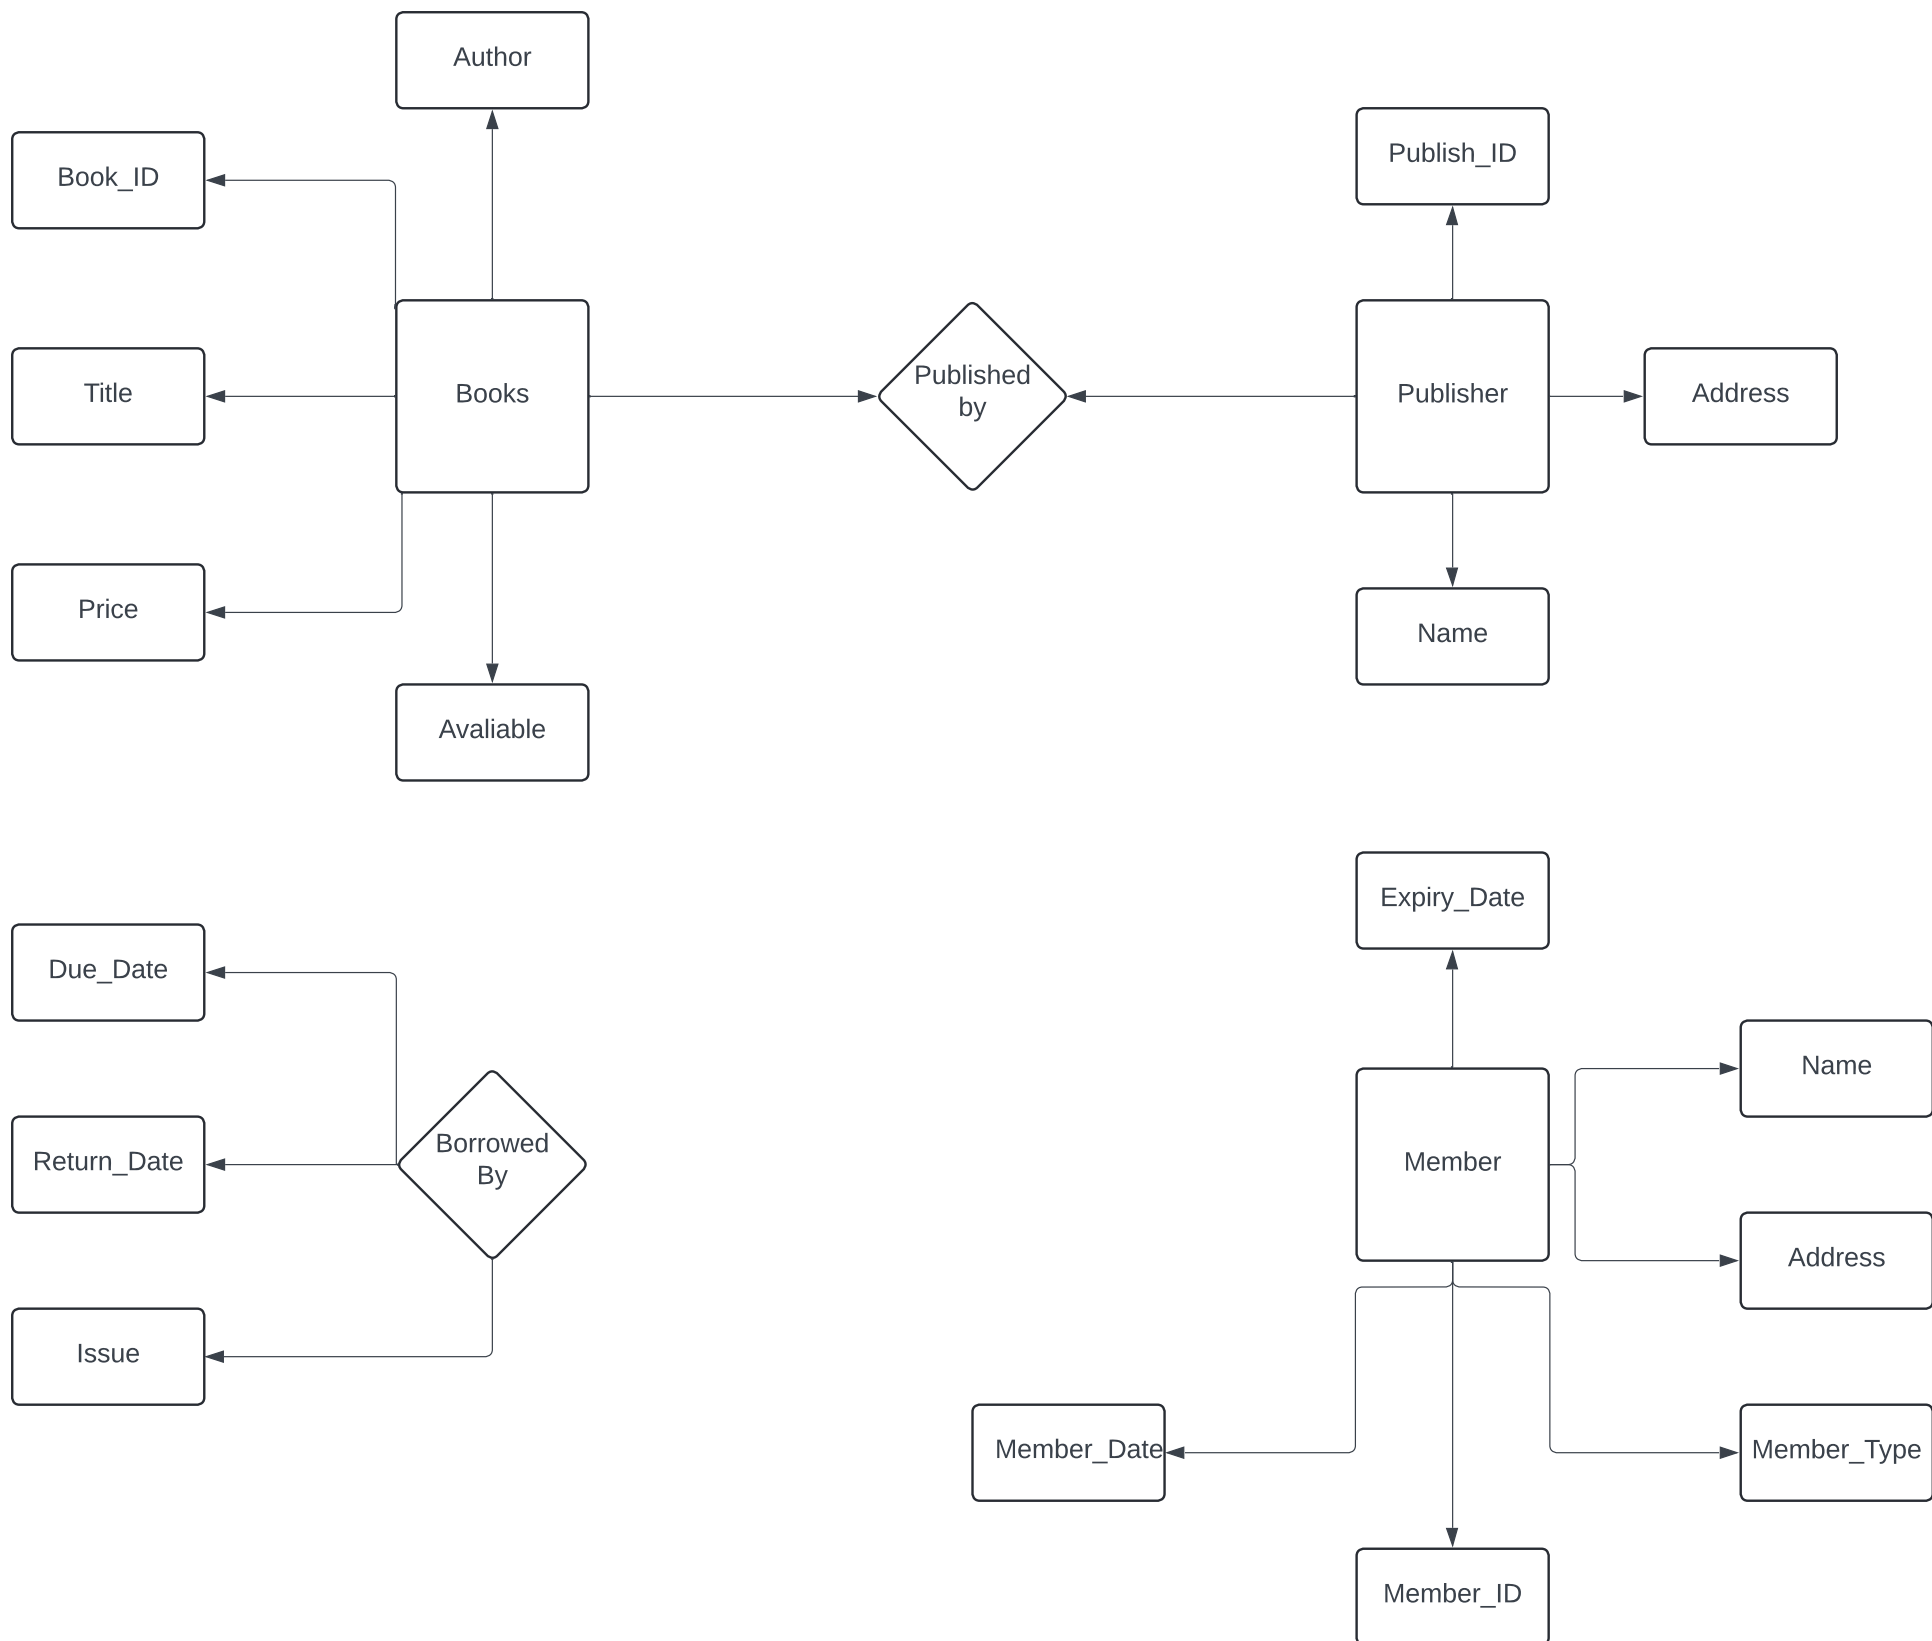 Author
Publish_ID
Book_ID
Title
Books
Published
by
Publisher
Address
Price
Name
Avaliable
Expiry_Date
Due_Date
Name
Return_Date
Borrowed
By
Member
Address
Issue
Member_Date
Member_Type
Member_ID